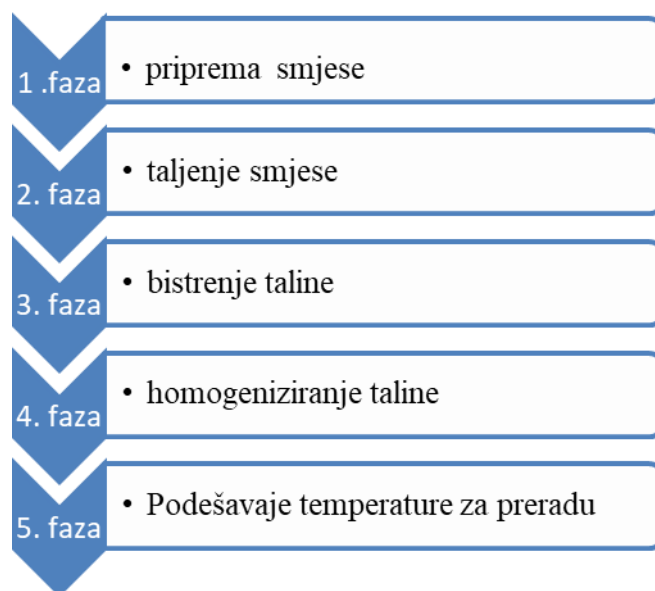 1 .faza
• priprema smjese
2. faza
• taljenje smjese
3. faza
• bistrenje taline
4. faza
• homogeniziranje taline
5. faza
• Podešavaje temperature za preradu